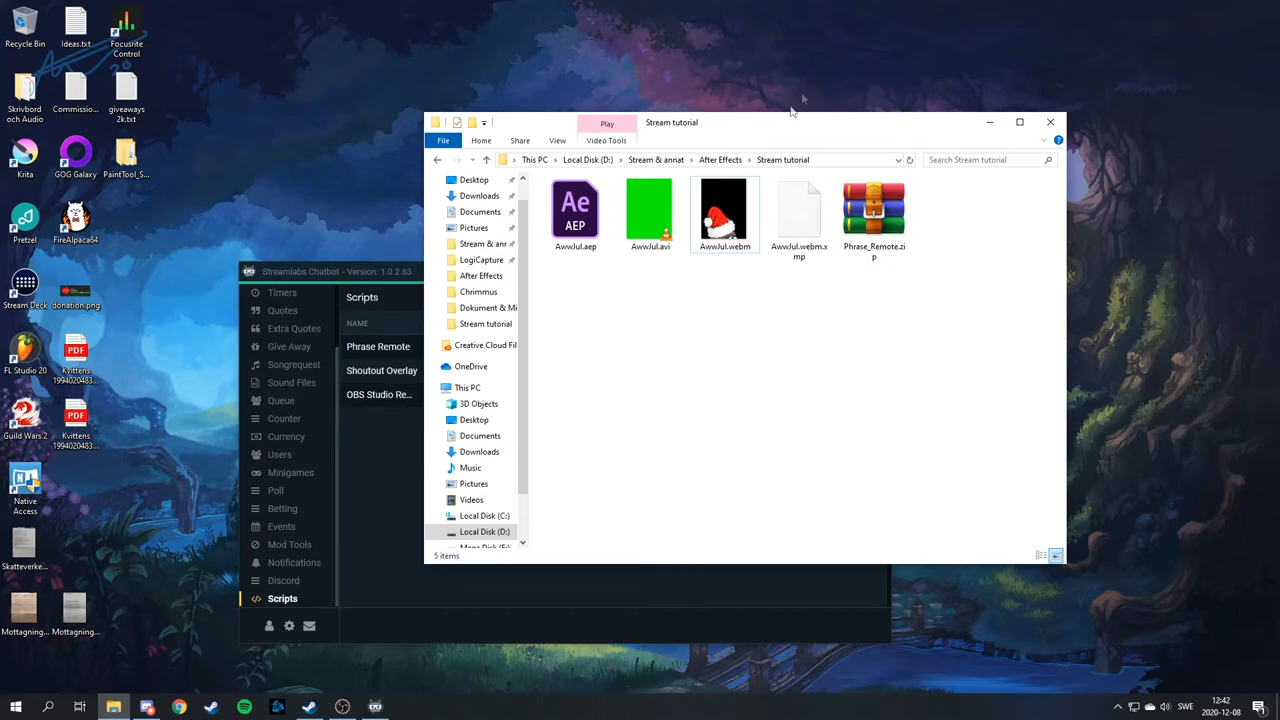 Recycle Bin
Ideas.txt
Focusrite
Control
Skrivbord
och Audio
Commissio...
giveaways
2k.txt
Krita
GOG Galaxy
PaintTool_S...
Pretzel
FireAlpaca64
Stream Deck
donation.png
FL Studio 20
Kvittens
1994020483...
Guild Wars 2
Kvittens
1994020483...
Native
Access
Skatteverke...
Mottagning...
Mottagning...
Streamlabs Chatbot - Version: 1.0.2.63
Timers
Quotes
Extra Quotes
Give Away
Songrequest
Sound Files
Queue
Counter
Currency
Users
Minigames
Poll
Betting
Events
Mod Tools
Notifications
Discord
Scripts
Scripts
NAME
Phrase Remote
Shoutout Overlay
OBS Studio Re...
Play
Stream tutorial
File
Home
Share
View
Video Tools
This PC
Local Disk (D:)
Stream & annat
After Effects
Stream tutorial
Search Stream tutorial
Desktop
Downloads
Documents
Pictures
Stream & anr
LogiCapture
After Effects
Chrimmus
Dokument & Mi
Stream tutorial
Creative Cloud Fil
OneDrive
This PC
3D Objects
Desktop
Documents
Downloads
Music
Pictures
Videos
Local Disk (C:)
Local Disk (D:)
Ae
AEP
AwwJul.aep
AwwJul.avi
AwwJul.webm
AwwJul.webm.x
mp
Phrase_Remote.zi
p
5 items
SWE
12:42
2020-12-08